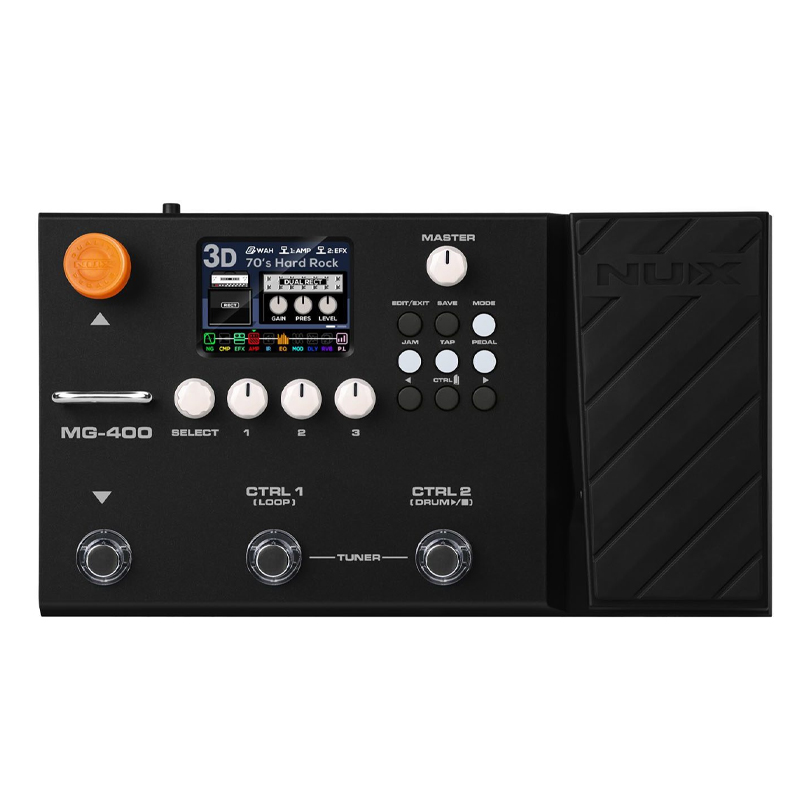 MASTER
3D
WAH 1:AMP 2:EFX
70's Hard Rock
NUX
DUAL RECT
RECT
GAIN PRES LEVEL
EDIT/EXIT SAVE MODE
NG CMP EFX AMP IR EQ MOD DLY RVB P.L
JAM TAP PEDAL
CTRL
MG-400
SELECT 1 2 3
CTRL 1
(LOOP)
CTRL 2
(DRUM▶/■)
TUNER